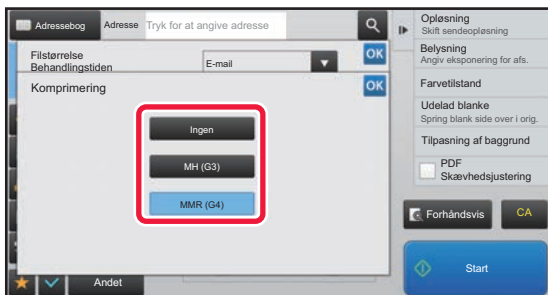 Adressebog
Adresse
Tryk for at angive adresse
Filstørrelse
Behandlingstiden
E-mail
OK
Komprimering
OK
Ingen
MH (G3)
MMR (G4)
Andet
Opløsning
Skift sendeopløsning
Belysning
Angiv eksponering for afs.
Farvetilstand
Udelad blanke
Spring blank side over i orig.
Tilpasning af baggrund
PDF
Skævhedsjustering
Forhåndsvis
CA
Start